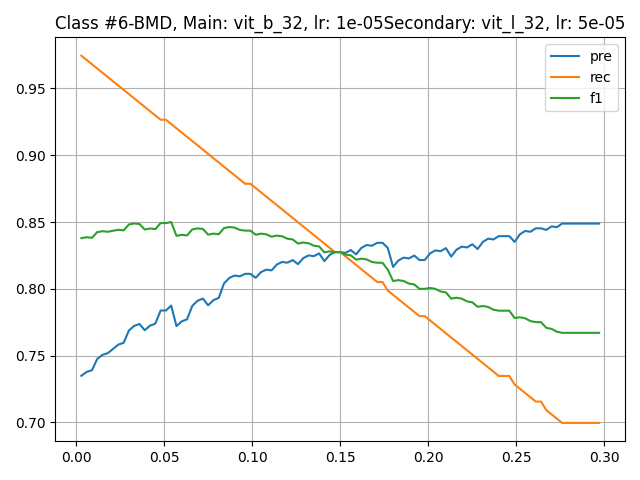 Class #6-BMD, Main: vit_b_32, lr: 1e-05Secondary: vit_l_32, lr: 5e-05
pre
rec
f1
0.95
0.90
0.85
0.80
0.75
0.70
0.00 0.05 0.10 0.15 0.20 0.25 0.30